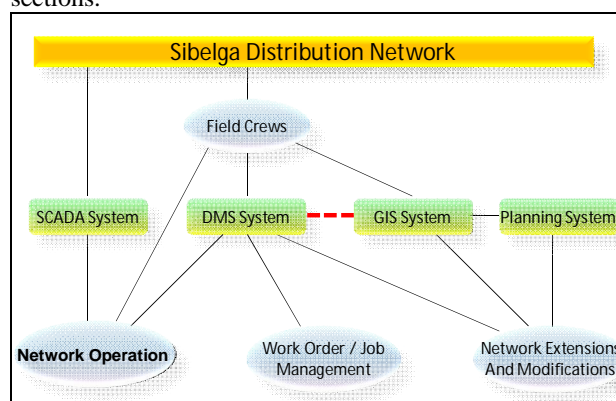 sections.
Sibelga Distribution Network
Field Crews
SCADA System
DMS System
GIS System
Planning System
Network Operation
Work Order / Job
Management
Network Extensions
And Modifications